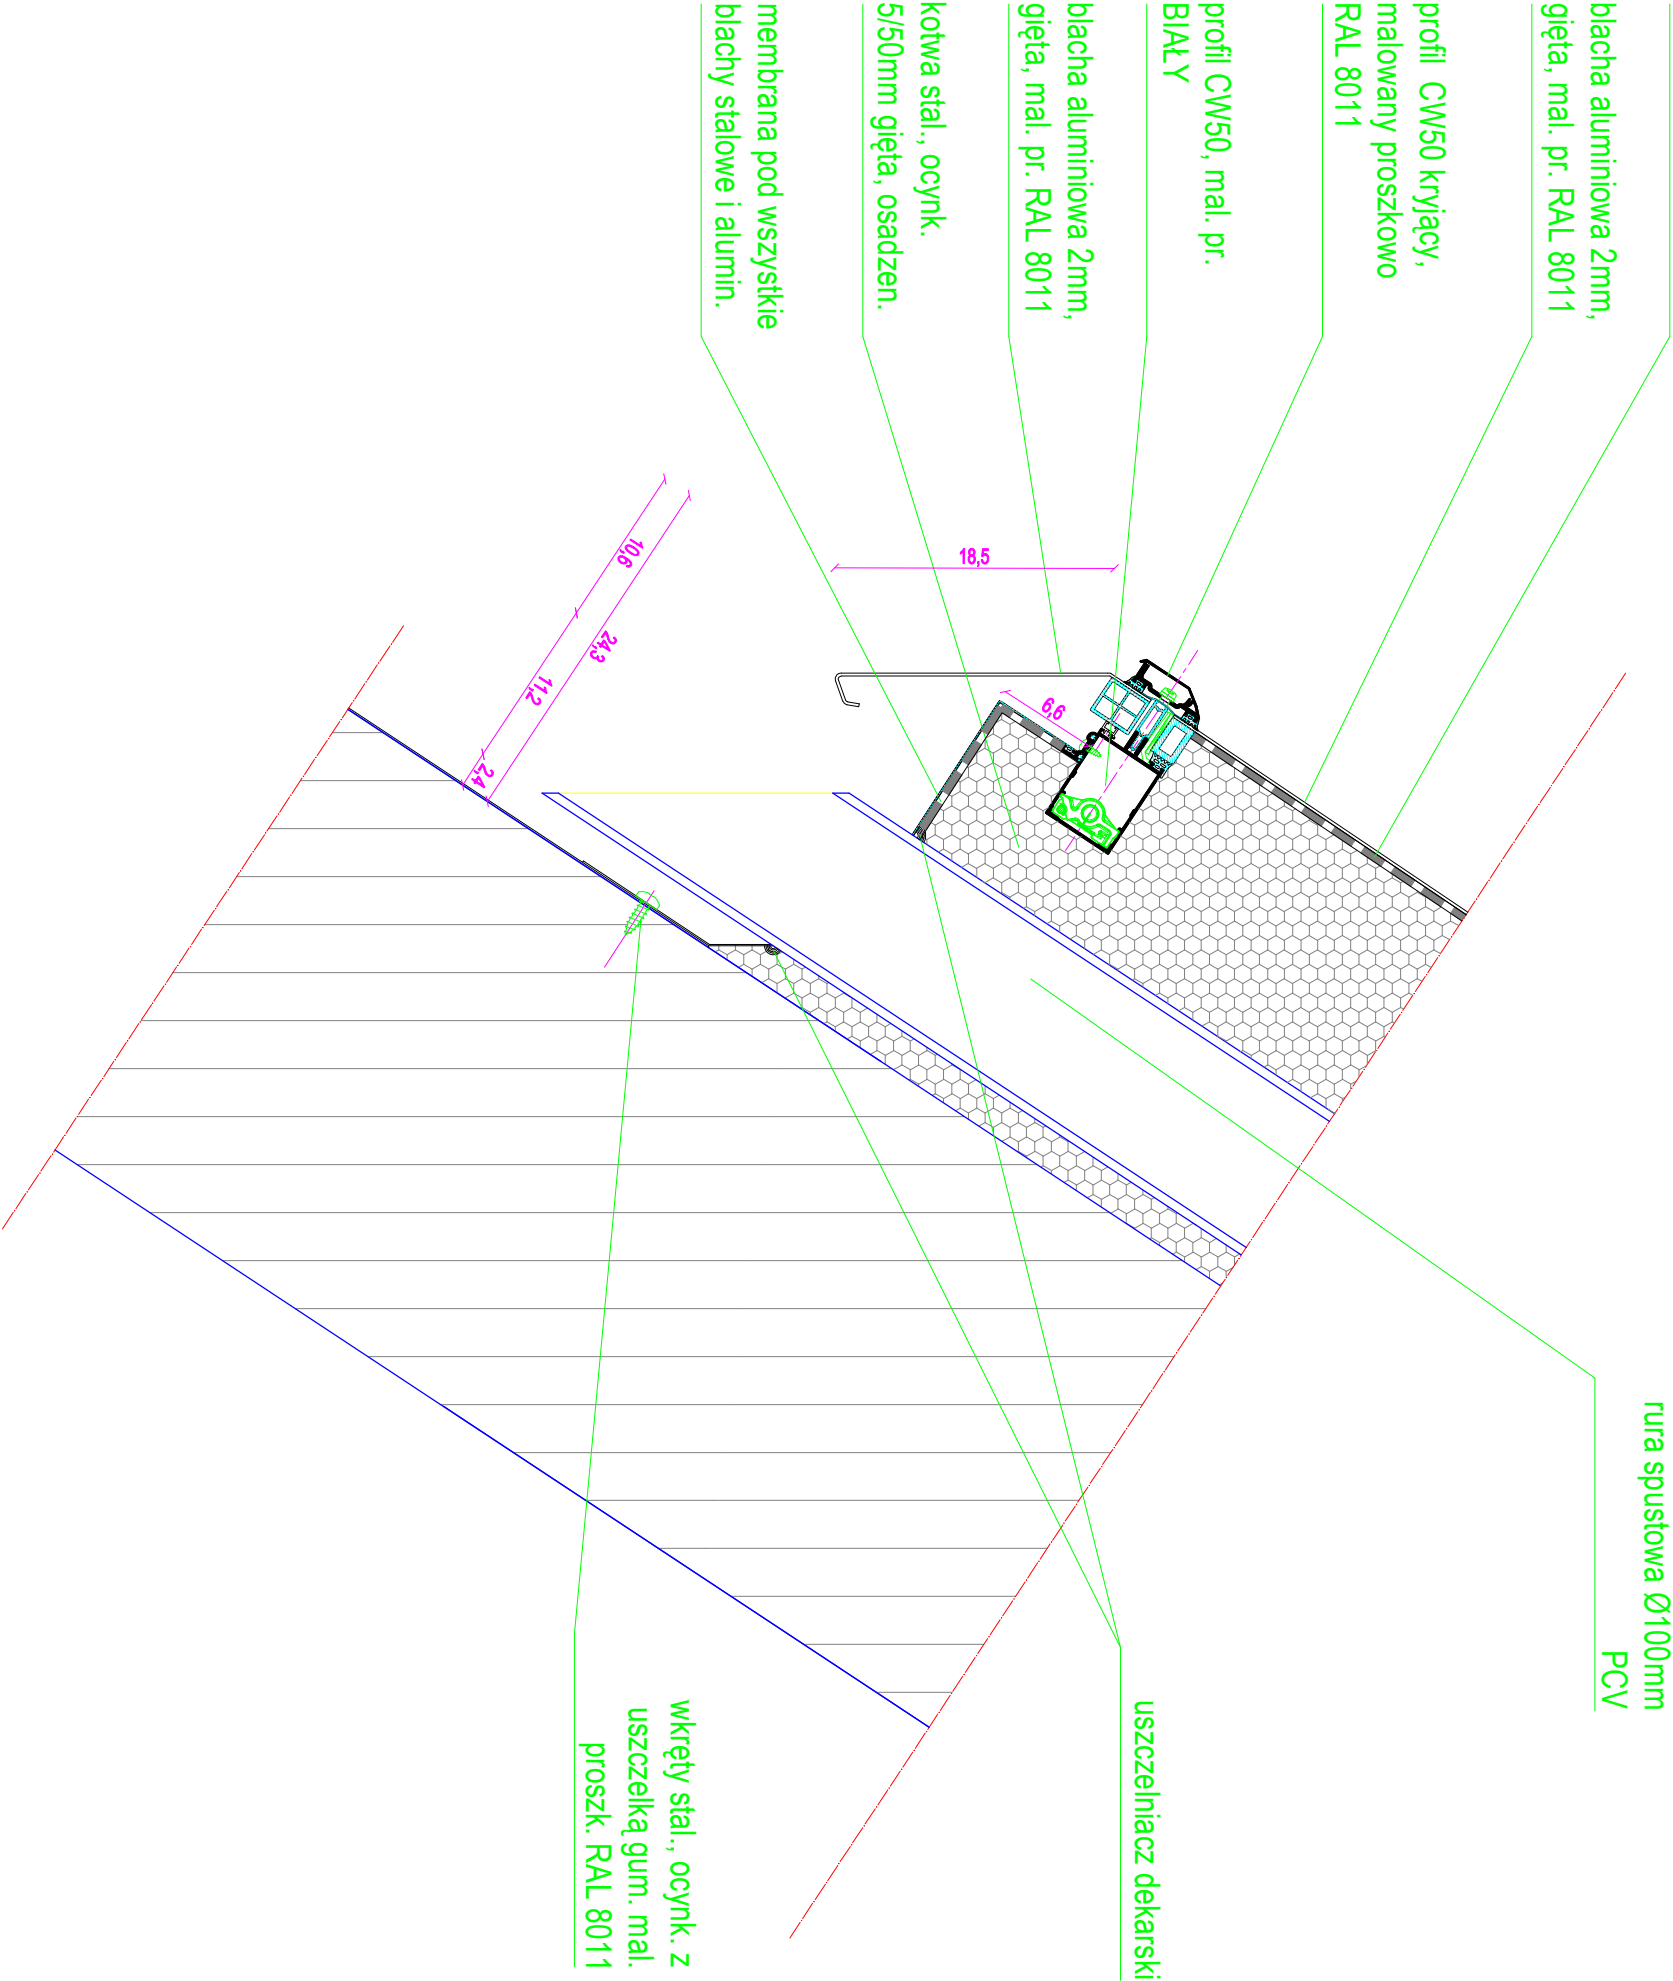 blacha aluminiowa 2mm,
gięta, mal. pr. RAL 8011
profil CW50 kryjący,
malowany proszkowo
RAL 8011
profil CW50, mal. pr.
BIAŁY
blacha aluminiowa 2mm,
gięta, mal. pr. RAL 8011
kotwa stal., ocynk.
5/50mm gięta, osadzen.
membrana pod wszystkie
blachy stalowe i alumin.
18,5
6,6
10,6
24,3
11,2
2,4
rura spustowa Ø100mm
PCV
uszczelniacz dekarski
wkręty stal., ocynk. z
uszczelką gum. mal.
proszk. RAL 8011